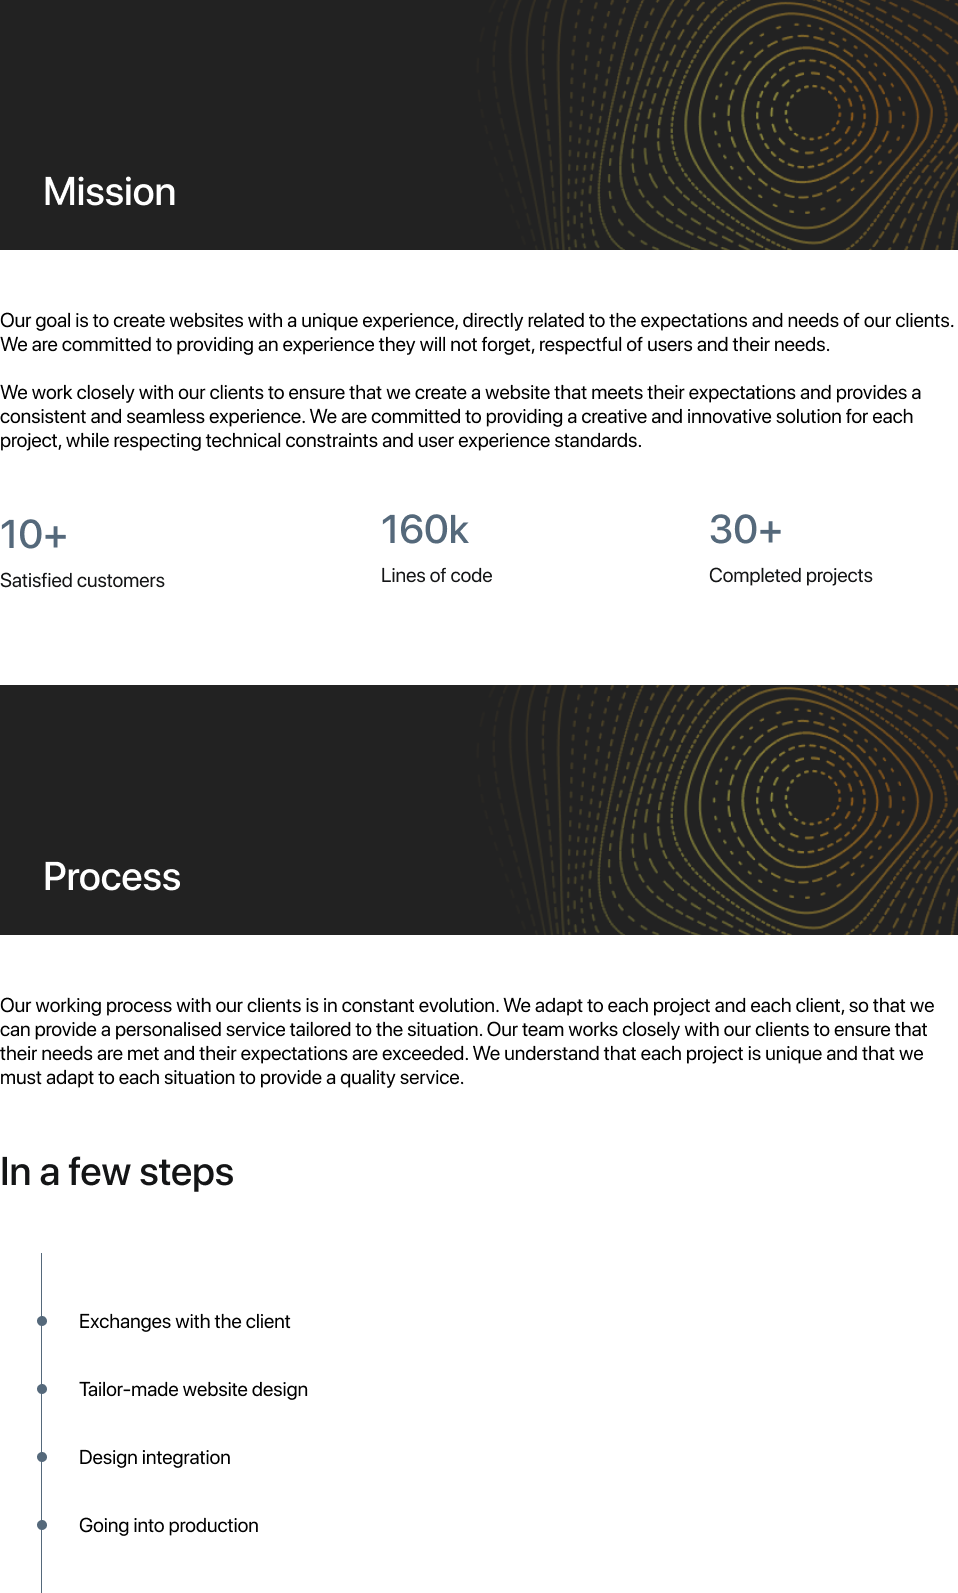 Mission
Our goal is to create websites with a unique experience, directly related to the expectations and needs of our clients.
We are committed to providing an experience they will not forget, respectful of users and their needs.
We work closely with our clients to ensure that we create a website that meets their expectations and provides a
consistent and seamless experience. We are committed to providing a creative and innovative solution for each
project, while respecting technical constraints and user experience standards.
10+
Satisfied customers
160k
Lines of code
30+
Completed projects
Process
Our working process with our clients is in constant evolution. We adapt to each project and each client, so that we
can provide a personalised service tailored to the situation. Our team works closely with our clients to ensure that
their needs are met and their expectations are exceeded. We understand that each project is unique and that we
must adapt to each situation to provide a quality service.
In a few steps
Exchanges with the client
Tailor-made website design
Design integration
Going into production